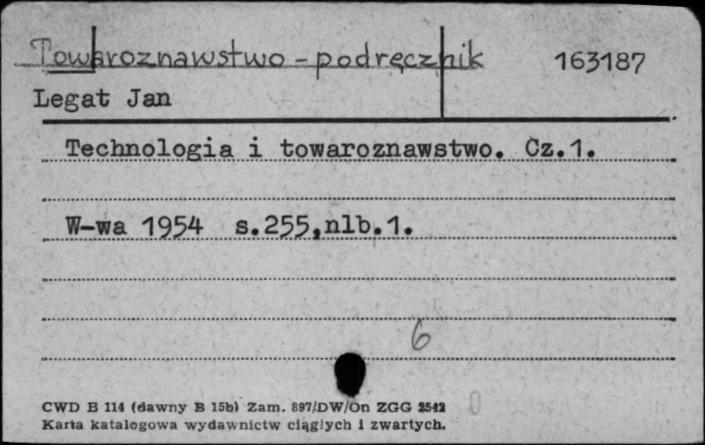 Towaroznawstwo - podręcznik 163187
Legat Jan
Technologia i towaroznawstwo. Cz.1.
W-wa 1954 s.255,nlb.1.
6
CWD B 114 (dawny B 15b) Zam. 897/DW/On ZGG 2542 0
Karta katalogowa wydawnictw ciągłych i zwartych.